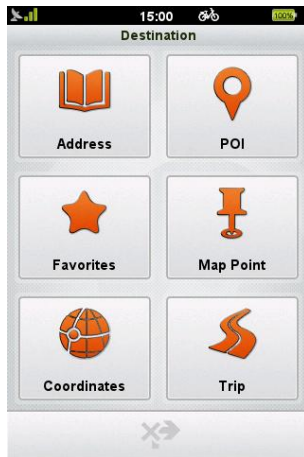 15:00
100%
Destination
Address
POI
Favorites
Map Point
Coordinates
Trip